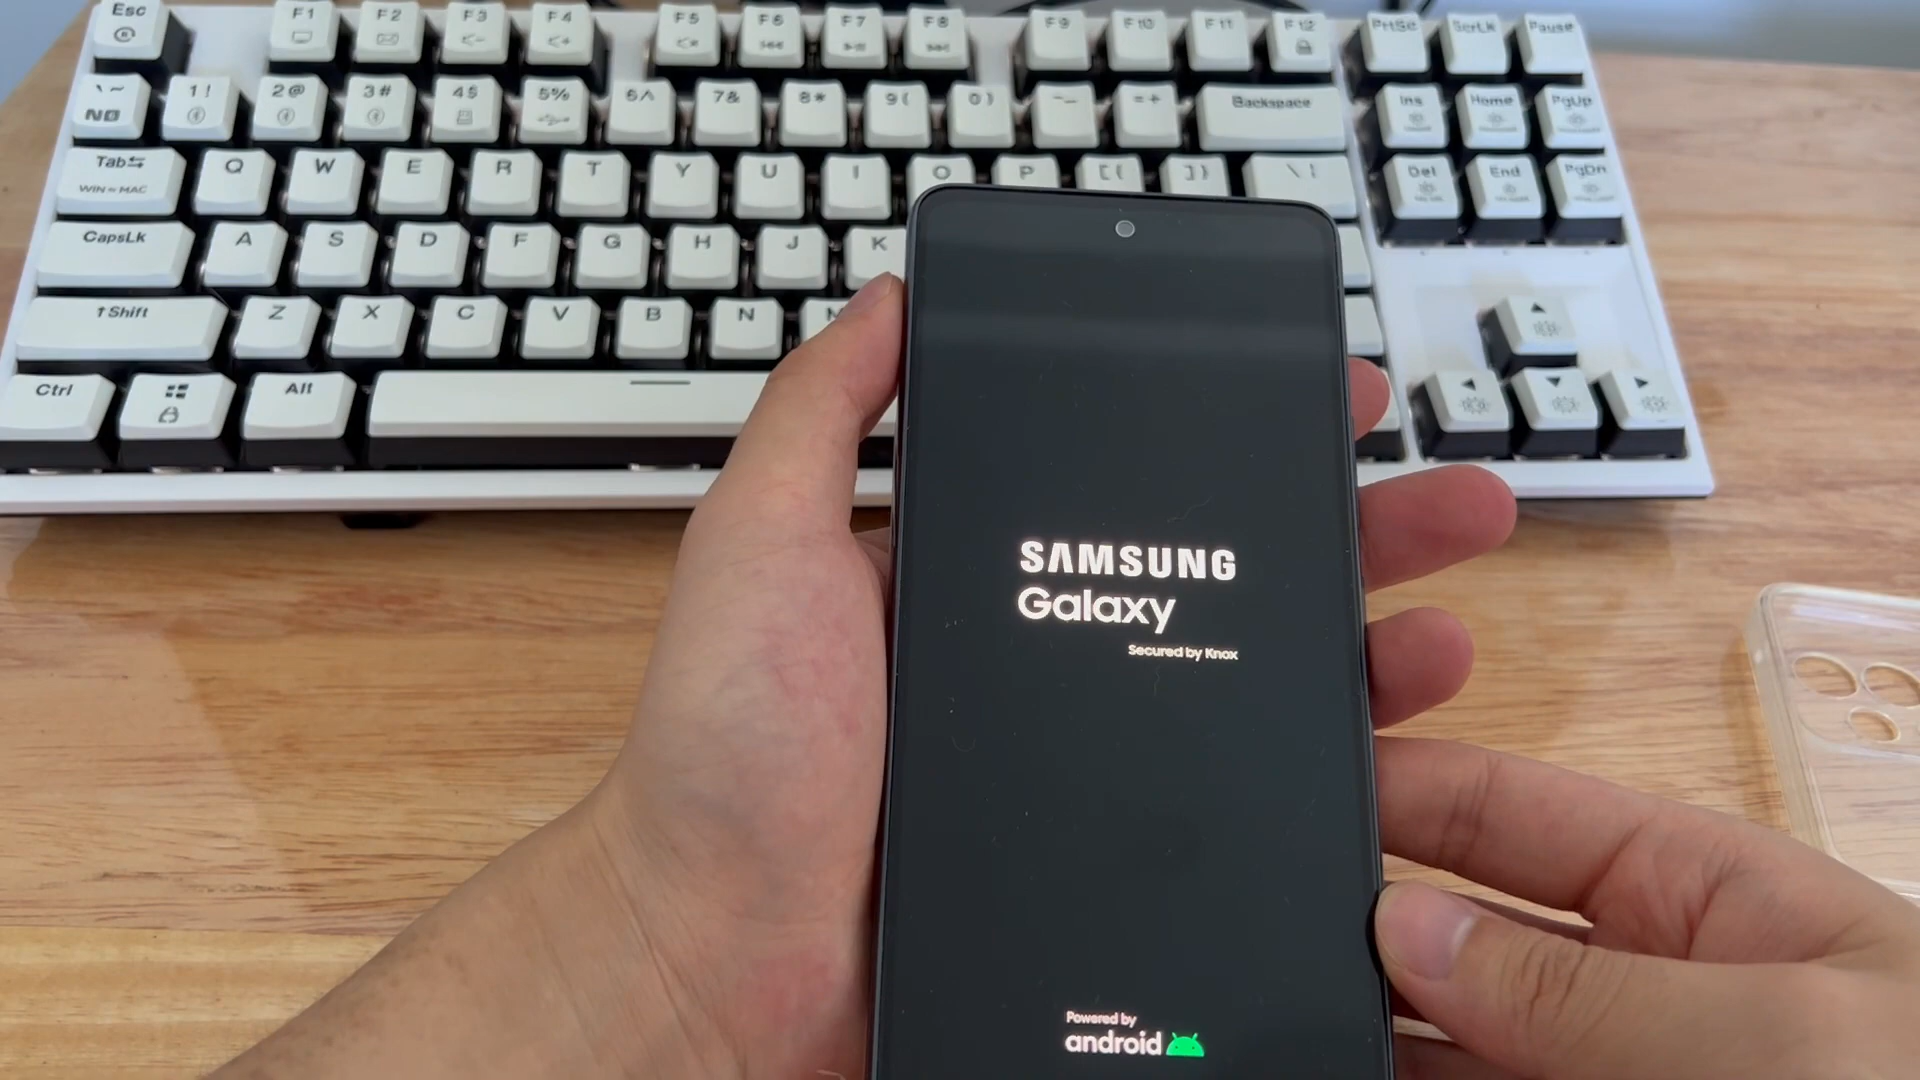 Esc F1 F2 F3 F4 F5 F6 F7 F8 F9 F10 F11 F12 PrtSc ScrLk Pause
` ~ 1 ! 2 @ 3 # 4 $ 5 % 6 ^ 7 & 8 * 9 ( 0 ) - _ = + Backspace Ins Home PgUp
N
Tab Q W E R T Y U I O P [ { ] } \ | Del End PgDn
WIN MAC
CapsLk A S D F G H J K
Shift Z X C V B N M
Ctrl Alt
SAMSUNG
Galaxy
Secured by Knox
Powered by
android